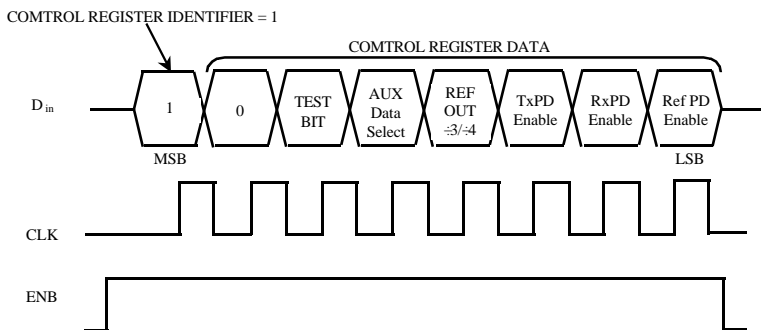 COMTROL REGISTER IDENTIFIER = 1
COMTROL REGISTER DATA
D in
1
0
TEST
BIT
AUX
Data
Select
REF
OUT
÷3/÷4
TxPD
Enable
RxPD
Enable
Ref PD
Enable
MSB
LSB
CLK
ENB